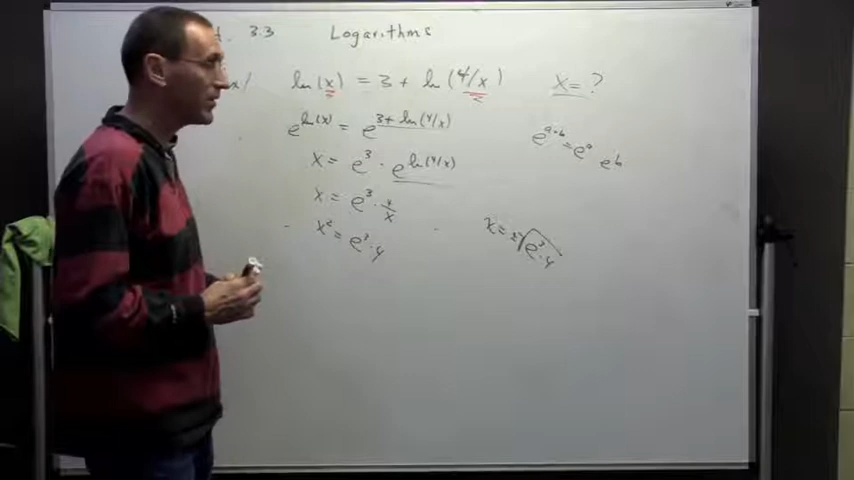 3.3 Logarithms
ln(x) = 3 + ln(4/x) x = ?
e^ln(x) = e^3+ln(4/x)
e^a+b = e^a e^b
x = e^3 · e^ln(4/x)
x = e^3 · 4/x
x^2 = e^3 · 4
x = ±√e^3·4